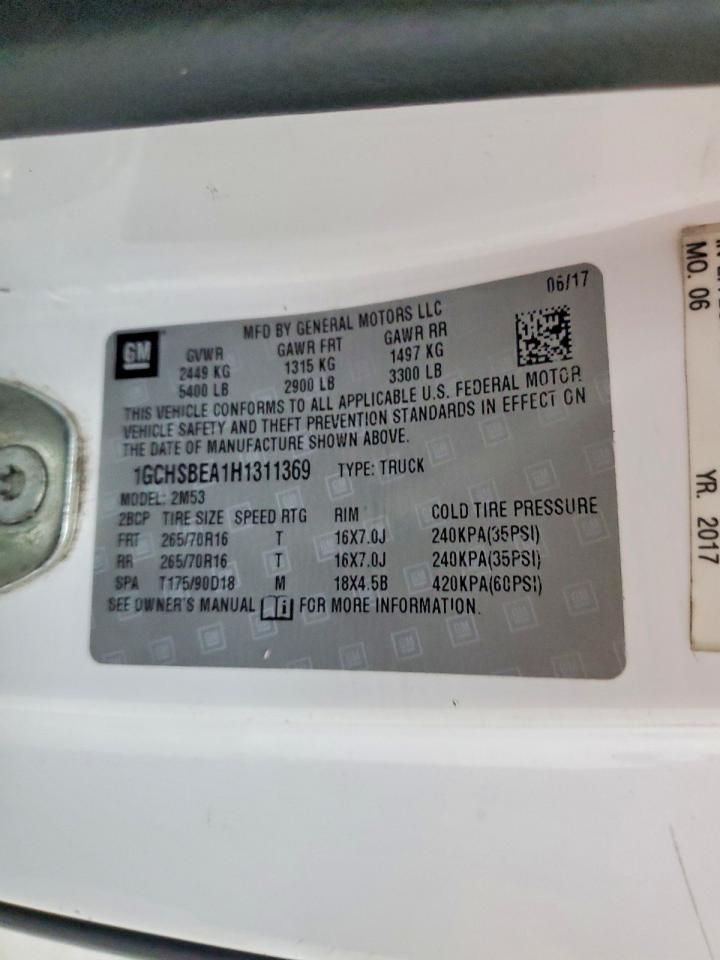 06/17
GM
MFD BY GENERAL MOTORS LLC
GVWR GAWR FRT GAWR RR
2449 KG 1315 KG 1497 KG
5400 LB 2900 LB 3300 LB
THIS VEHICLE CONFORMS TO ALL APPLICABLE U.S. FEDERAL MOTOR
VEHICLE SAFETY AND THEFT PREVENTION STANDARDS IN EFFECT ON
THE DATE OF MANUFACTURE SHOWN ABOVE.
1GCHSBEA1H1311369 TYPE: TRUCK
MODEL: 2M53
2BCP TIRE SIZE SPEED RTG RIM COLD TIRE PRESSURE
FRT 265/70R16 T 16X7.0J 240KPA(35PSI)
RR 265/70R16 T 16X7.0J 240KPA(35PSI)
SPA T175/90D18 M 18X4.5B 420KPA(60PSI)
SEE OWNER'S MANUAL FOR MORE INFORMATION.
MO. 06
YR. 2017